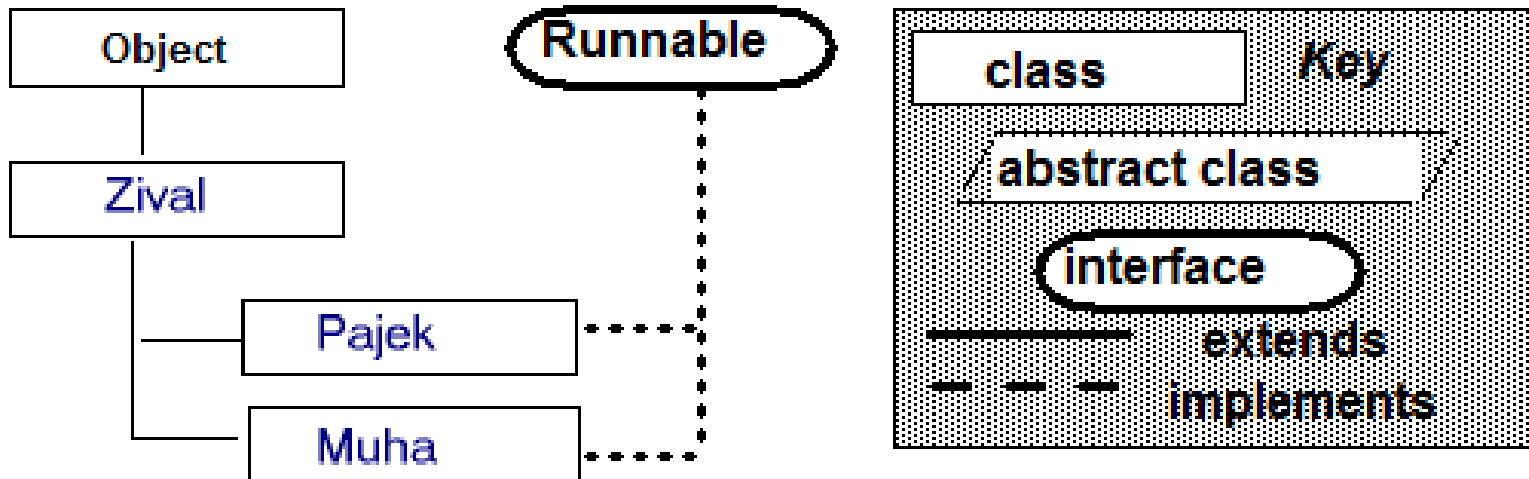 Object
Runnable
Zival
Pajek
Muha
Key
class
abstract class
interface
extends
implements